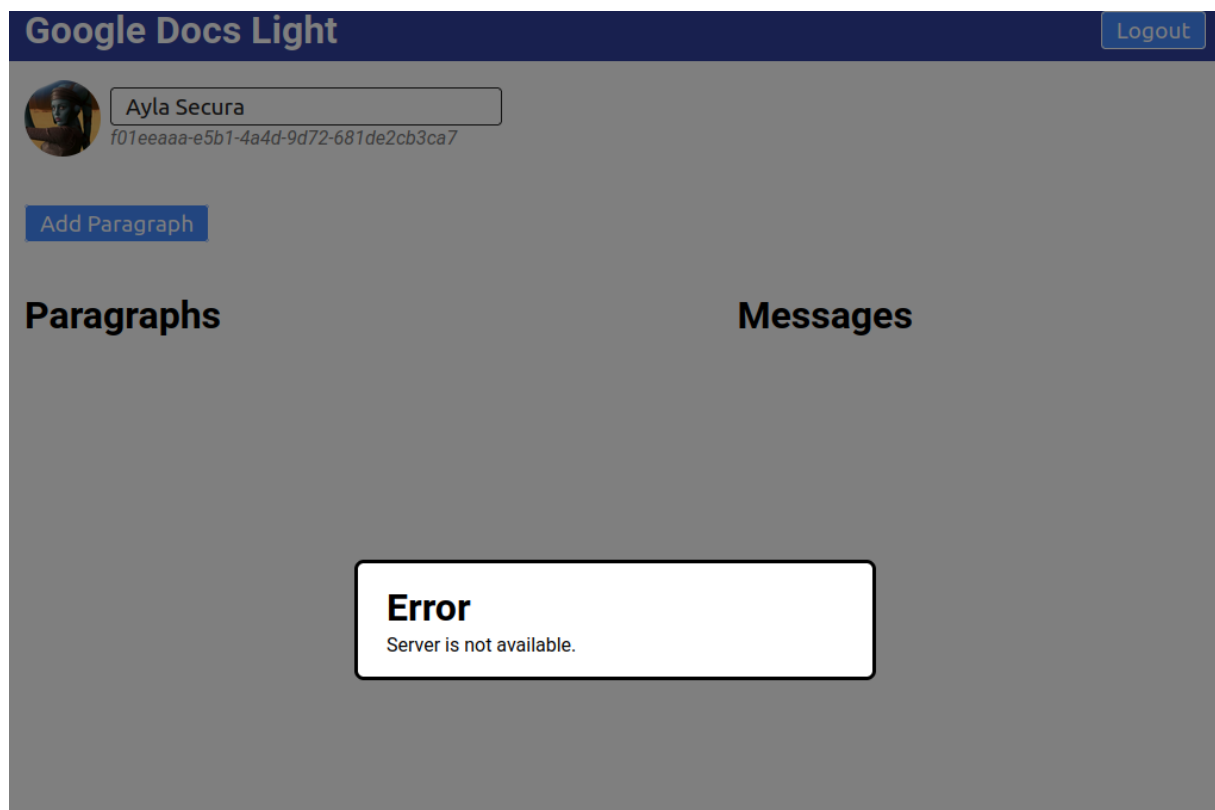 Google Docs Light
Logout
Ayla Secura
f01eeaaa-e5b1-4a4d-9d72-681de2cb3ca7
Add Paragraph
Paragraphs
Messages
Error
Server is not available.